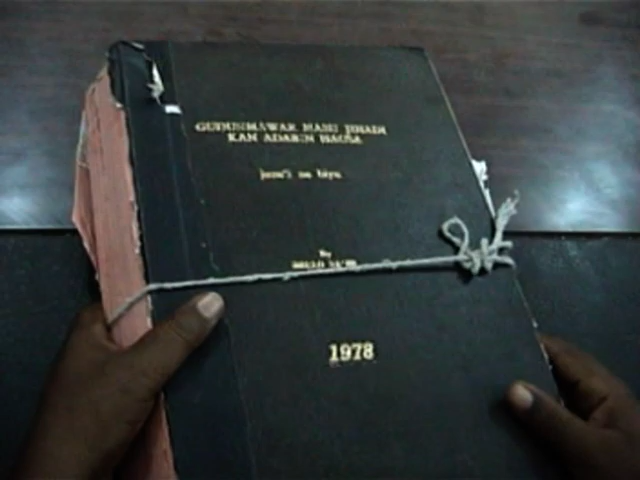 GUDUNMAWAR MASU JIHADI
KAN ADABIN HAUSA
juzu'i na biyu
By
1978